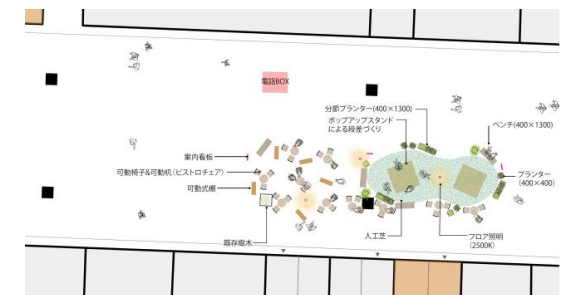 電話BOX
分節プランター(400×1300)
ポップアップスタンド
による段差づくり
ベンチ(400×1300)
案内看板
可動椅子&可動机(ビストロチェア)
可動式棚
プランター
(400×400)
既存樹木
人工芝
フロア照明
(2500K)